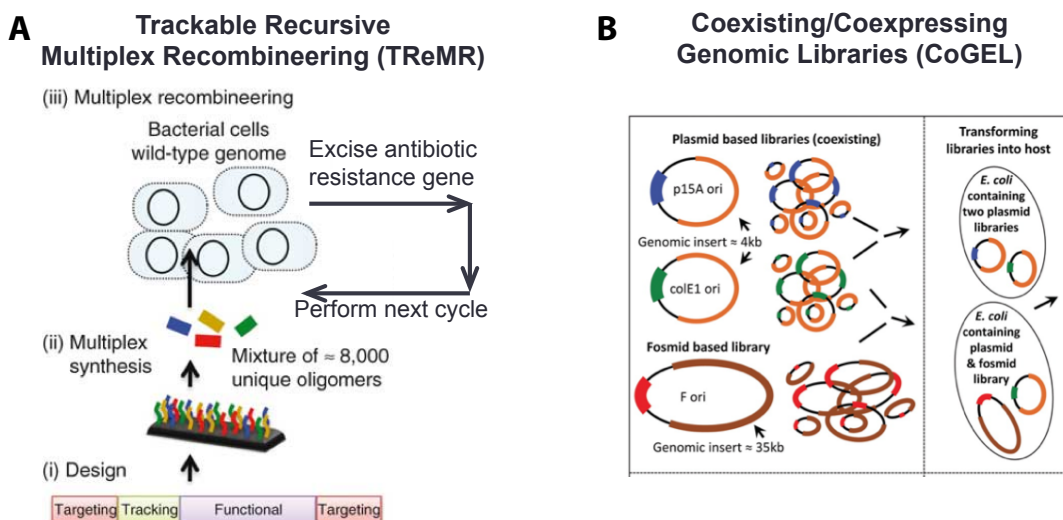 A
Trackable Recursive
Multiplex Recombineering (TReMR)
(iii) Multiplex recombineering
Bacterial cells
wild-type genome
Excise antibiotic
resistance gene
Perform next cycle
(ii) Multiplex
synthesis
Mixture of ≈ 8,000
unique oligomers
(i) Design
Targeting
Tracking
Functional
Targeting
B
Coexisting/Coexpressing
Genomic Libraries (CoGEL)
Plasmid based libraries (coexisting)
p15A ori
Genomic insert ≈ 4kb
colE1 ori
Fosmid based library
F ori
Genomic insert ≈ 35kb
Transforming
libraries into host
E. coli
containing
two plasmid
libraries
E. coli
containing
plasmid
& fosmid
library